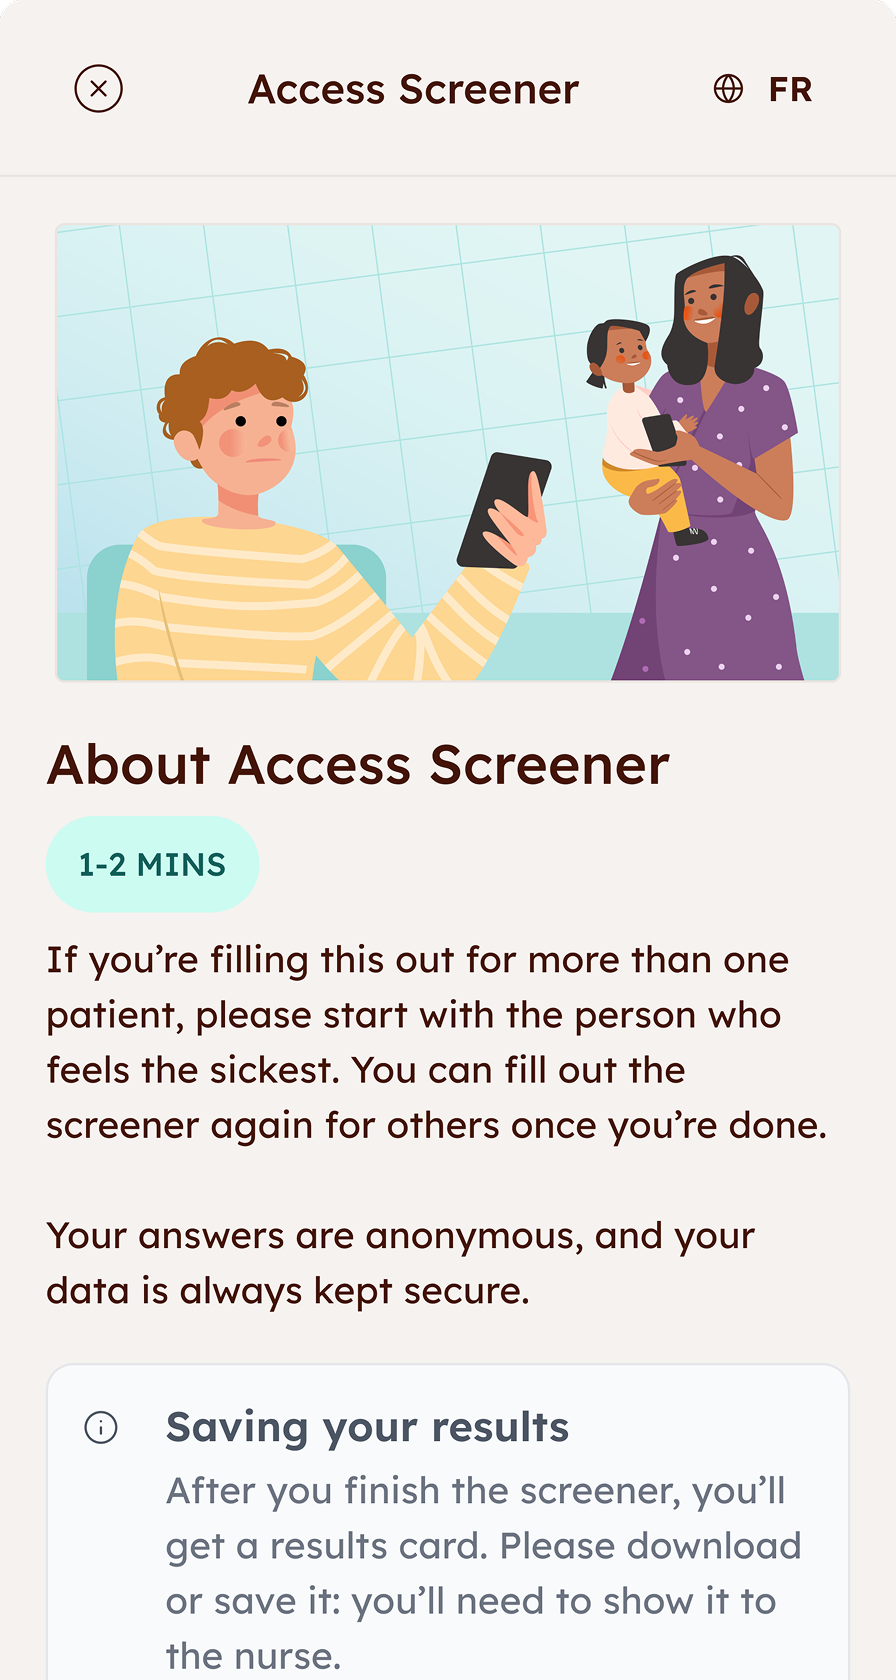 Access Screener
FR
About Access Screener
1-2 MINS
If you’re filling this out for more than one
patient, please start with the person who
feels the sickest. You can fill out the
screener again for others once you’re done.
Your answers are anonymous, and your
data is always kept secure.
Saving your results
After you finish the screener, you’ll
get a results card. Please download
or save it: you’ll need to show it to
the nurse.